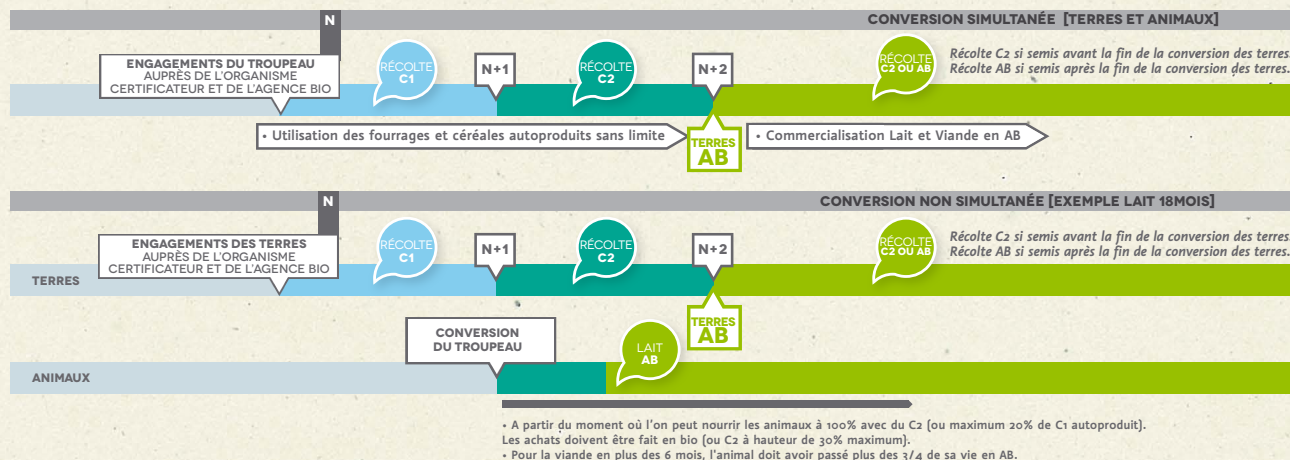 CONVERSION SIMULTANÉE [TERRES ET ANIMAUX]
N
ENGAGEMENTS DU TROUPEAU
AUPRÈS DE L'ORGANISME
CERTIFICATEUR ET DE L'AGENCE BIO
RÉCOLTE
C1
N+1
RÉCOLTE
C2
N+2
RÉCOLTE
C2 OU AB
Récolte C2 si semis avant la fin de la conversion des terres.
Récolte AB si semis après la fin de la conversion des terres.
• Utilisation des fourrages et céréales autoproduits sans limite
TERRES
AB
• Commercialisation Lait et Viande en AB
CONVERSION NON SIMULTANÉE [EXEMPLE LAIT 18MOIS]
N
ENGAGEMENTS DES TERRES
AUPRÈS DE L'ORGANISME
CERTIFICATEUR ET DE L'AGENCE BIO
RÉCOLTE
C1
N+1
RÉCOLTE
C2
N+2
RÉCOLTE
C2 OU AB
Récolte C2 si semis avant la fin de la conversion des terres.
Récolte AB si semis après la fin de la conversion des terres.
TERRES
TERRES
AB
CONVERSION
DU TROUPEAU
LAIT
AB
ANIMAUX
• A partir du moment où l'on peut nourrir les animaux à 100% avec du C2 (ou maximum 20% de C1 autoproduit).
Les achats doivent être fait en bio (ou C2 à hauteur de 30% maximum).
• Pour la viande en plus des 6 mois, l'animal doit avoir passé plus des 3/4 de sa vie en AB.